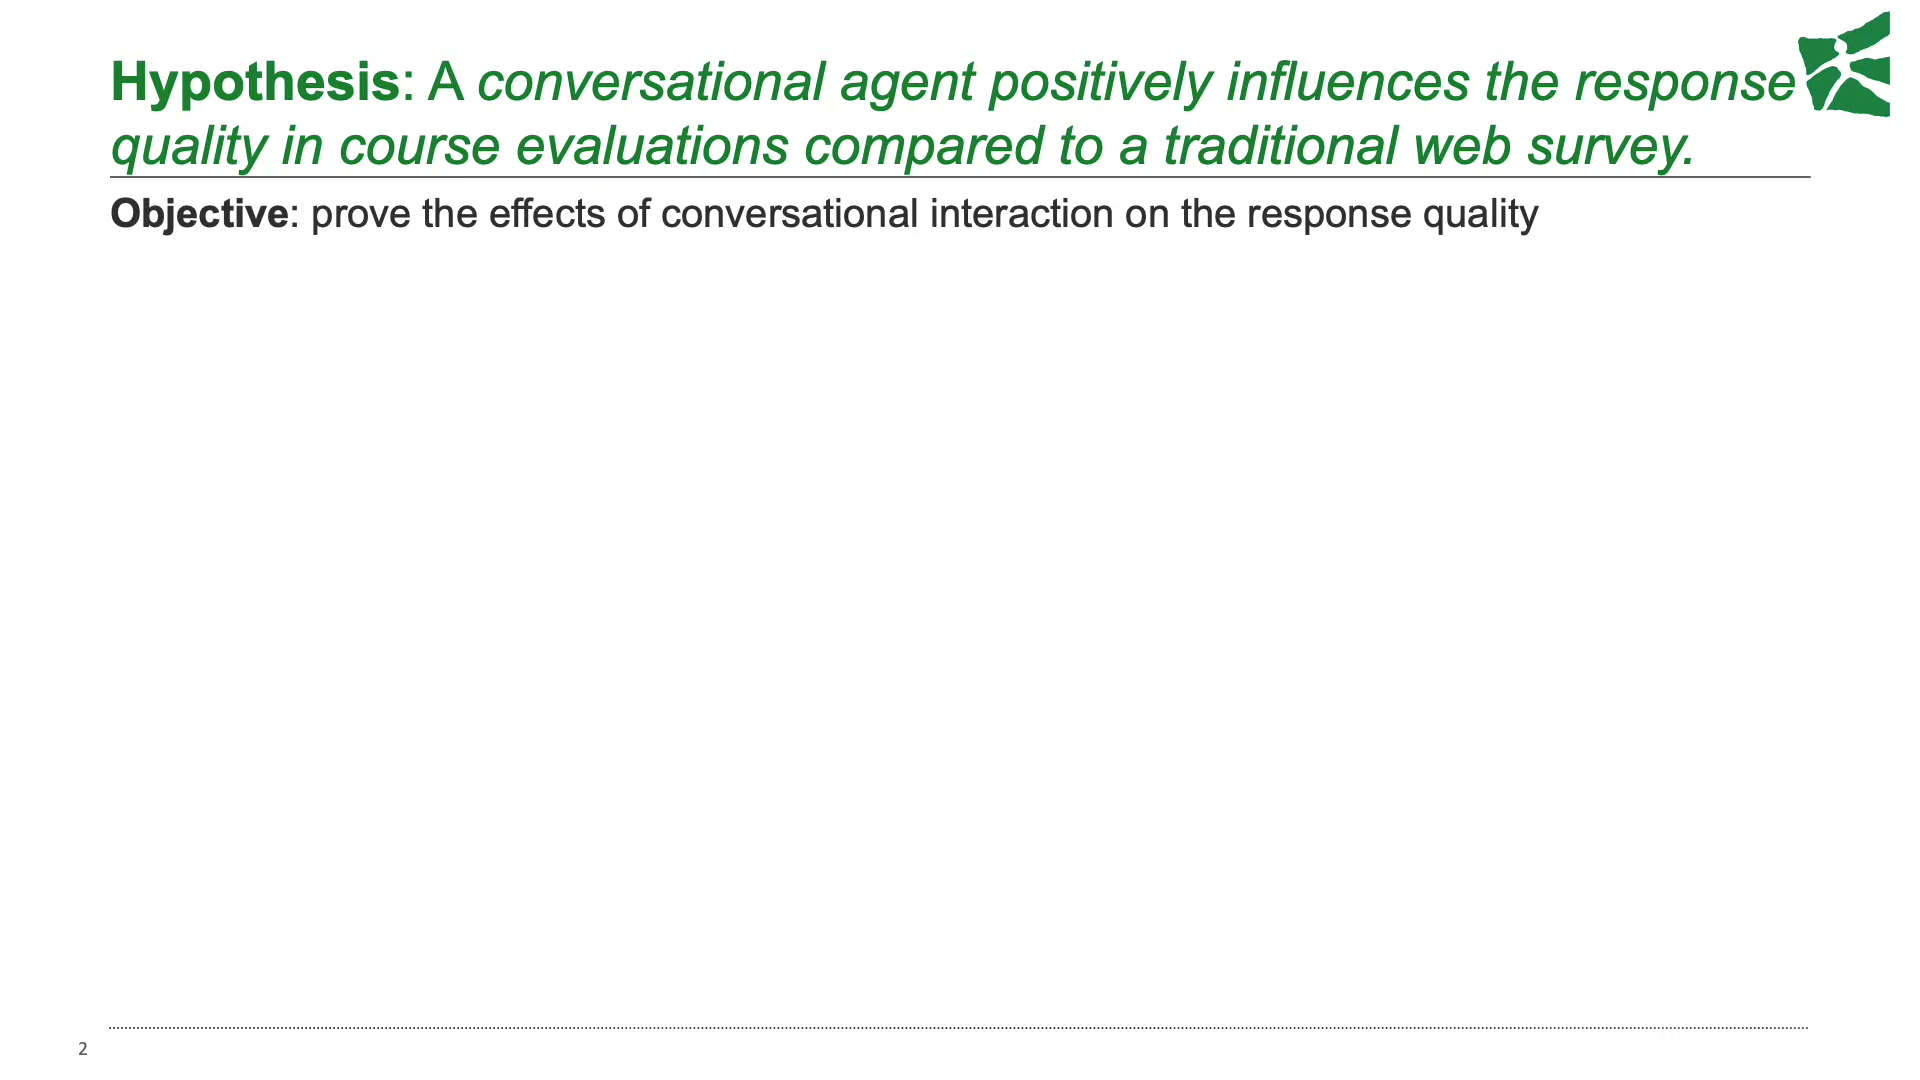 Hypothesis: A conversational agent positively influences the response
quality in course evaluations compared to a traditional web survey.
Objective: prove the effects of conversational interaction on the response quality
2